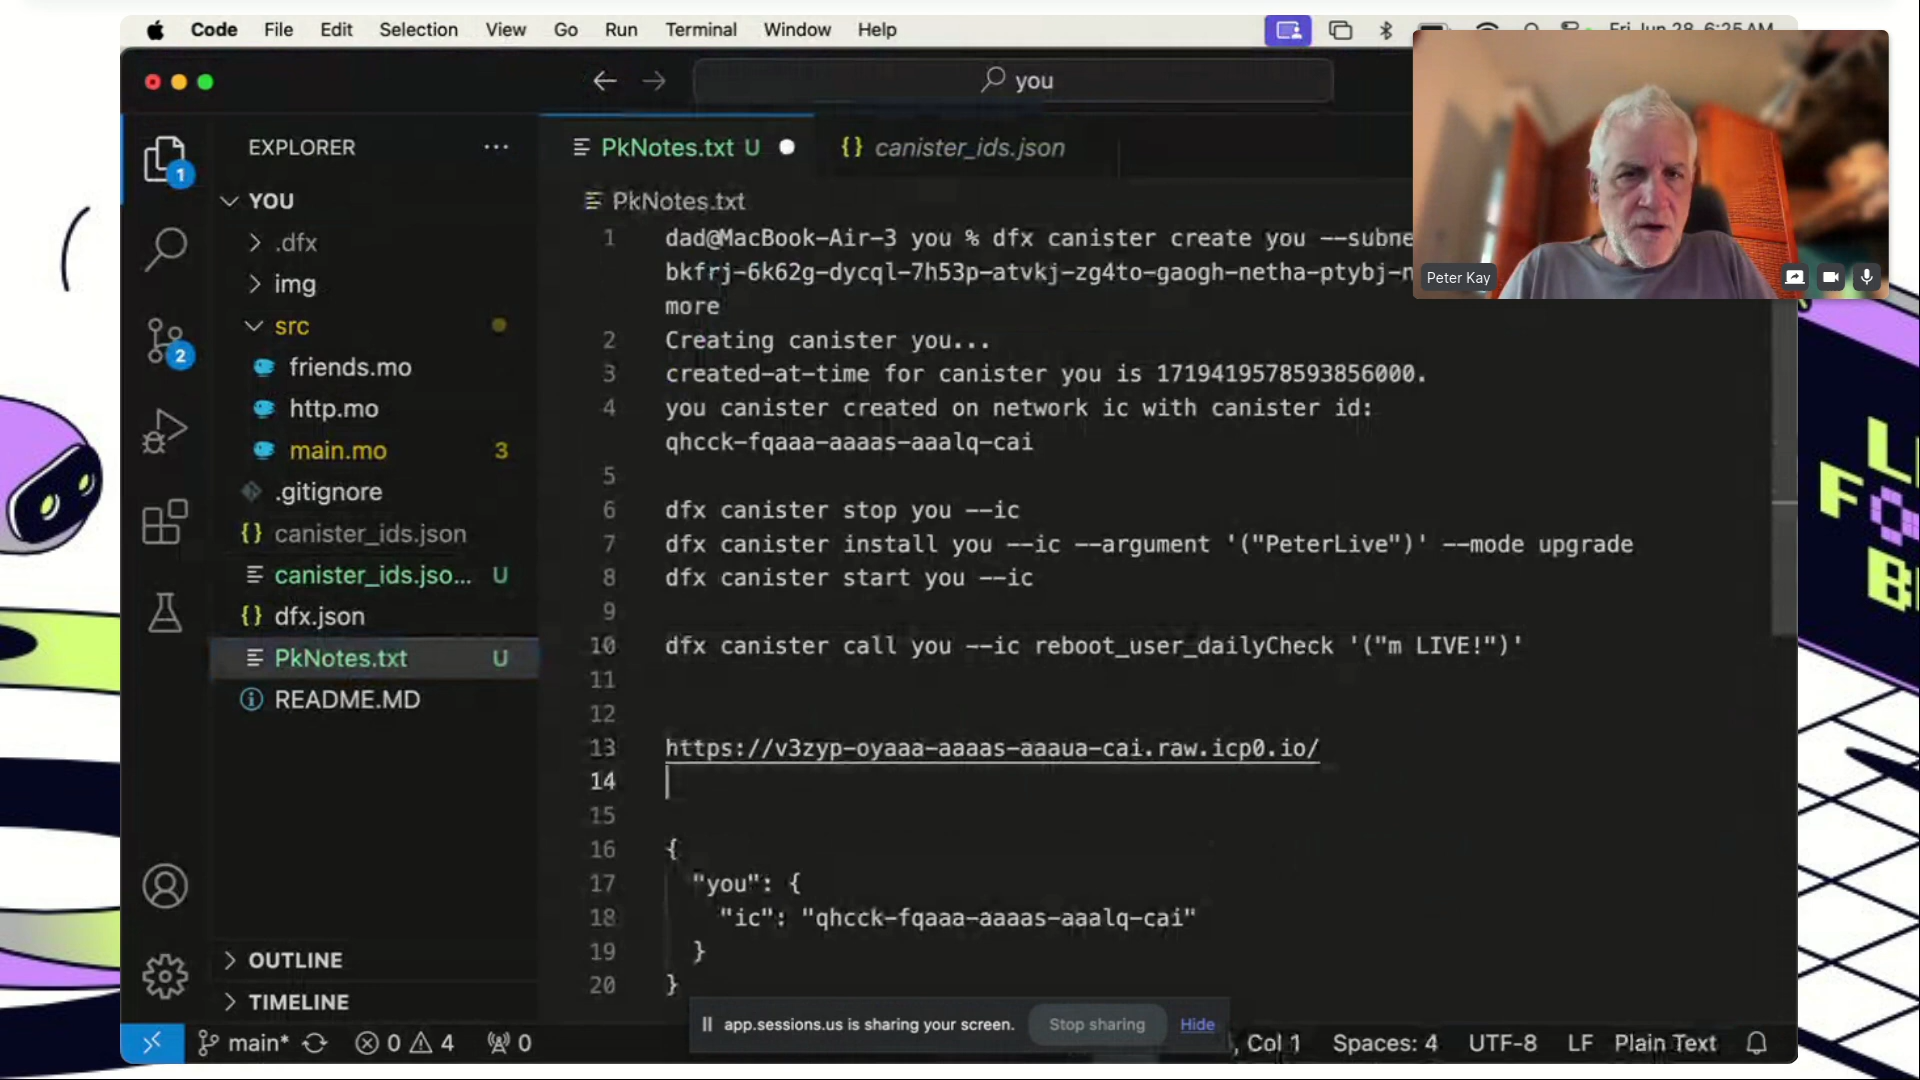 Code File Edit Selection View Go Run Terminal Window Help
you
EXPLORER
YOU
.dfx
img
src
friends.mo
http.mo
main.mo 3
.gitignore
canister_ids.json
canister_ids.jso... U
dfx.json
PkNotes.txt U
README.MD
OUTLINE
TIMELINE
1
2
PkNotes.txt U
canister_ids.json
PkNotes.txt
1 dad@MacBook-Air-3 you % dfx canister create you --subne
bkfrj-6k62g-dycql-7h53p-atvkj-zg4to-gaogh-netha-ptybj-
more
2 Creating canister you...
3 created-at-time for canister you is 1719419578593856000.
4 you canister created on network ic with canister id:
qhcck-fqaaa-aaaas-aaalq-cai
5
6 dfx canister stop you --ic
7 dfx canister install you --ic --argument '("PeterLive")' --mode upgrade
8 dfx canister start you --ic
9
10 dfx canister call you --ic reboot_user_dailyCheck '("m LIVE!")'
11
12
13 https://v3zyp-oyaaa-aaaas-aaaua-cai.raw.icp0.io/
14
15
16 {
17 "you": {
18 "ic": "qhcck-fqaaa-aaaas-aaalq-cai"
19 }
20 }
Peter Kay
app.sessions.us is sharing your screen. Stop sharing Hide
main* 0 4 0
, Col 1 Spaces: 4 UTF-8 LF Plain Text